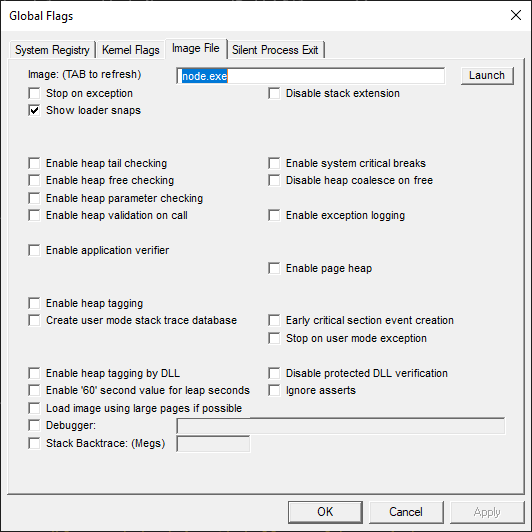 Global Flags
System Registry Kernel Flags Image File Silent Process Exit
Image: (TAB to refresh) node.exe Launch
Stop on exception Disable stack extension
Show loader snaps
Enable heap tail checking Enable system critical breaks
Enable heap free checking Disable heap coalesce on free
Enable heap parameter checking
Enable heap validation on call Enable exception logging
Enable application verifier
Enable page heap
Enable heap tagging
Create user mode stack trace database Early critical section event creation
Stop on user mode exception
Enable heap tagging by DLL Disable protected DLL verification
Enable '60' second value for leap seconds Ignore asserts
Load image using large pages if possible
Debugger:
Stack Backtrace: (Megs)
OK Cancel Apply